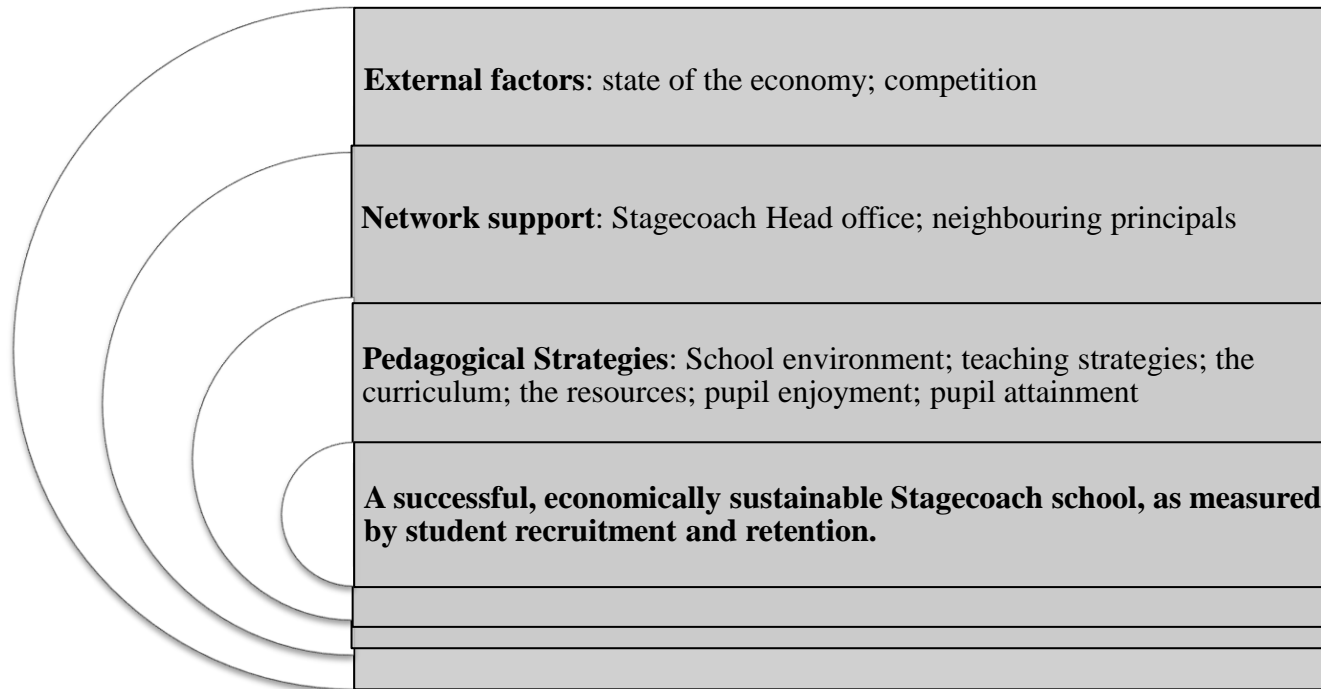 External factors: state of the economy; competition
Network support: Stagecoach Head office; neighbouring principals
Pedagogical Strategies: School environment; teaching strategies; the
curriculum; the resources; pupil enjoyment; pupil attainment
A successful, economically sustainable Stagecoach school, as measured
by student recruitment and retention.